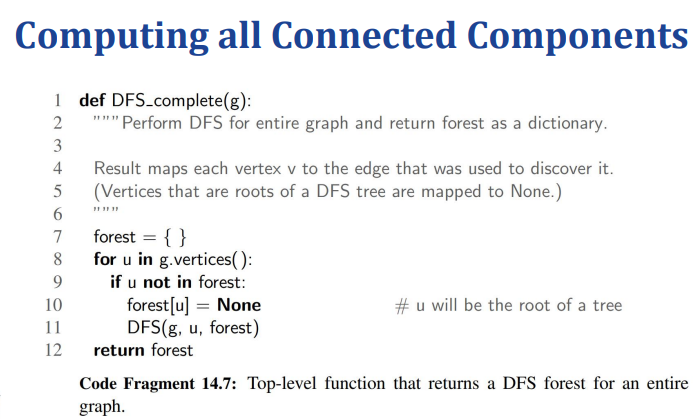 Computing all Connected Components
1 def DFS_complete(g):
2 """Perform DFS for entire graph and return forest as a dictionary.
3
4 Result maps each vertex v to the edge that was used to discover it.
5 (Vertices that are roots of a DFS tree are mapped to None.)
6 """
7 forest = { }
8 for u in g.vertices():
9 if u not in forest:
10 forest[u] = None # u will be the root of a tree
11 DFS(g, u, forest)
12 return forest
Code Fragment 14.7: Top-level function that returns a DFS forest for an entire
graph.